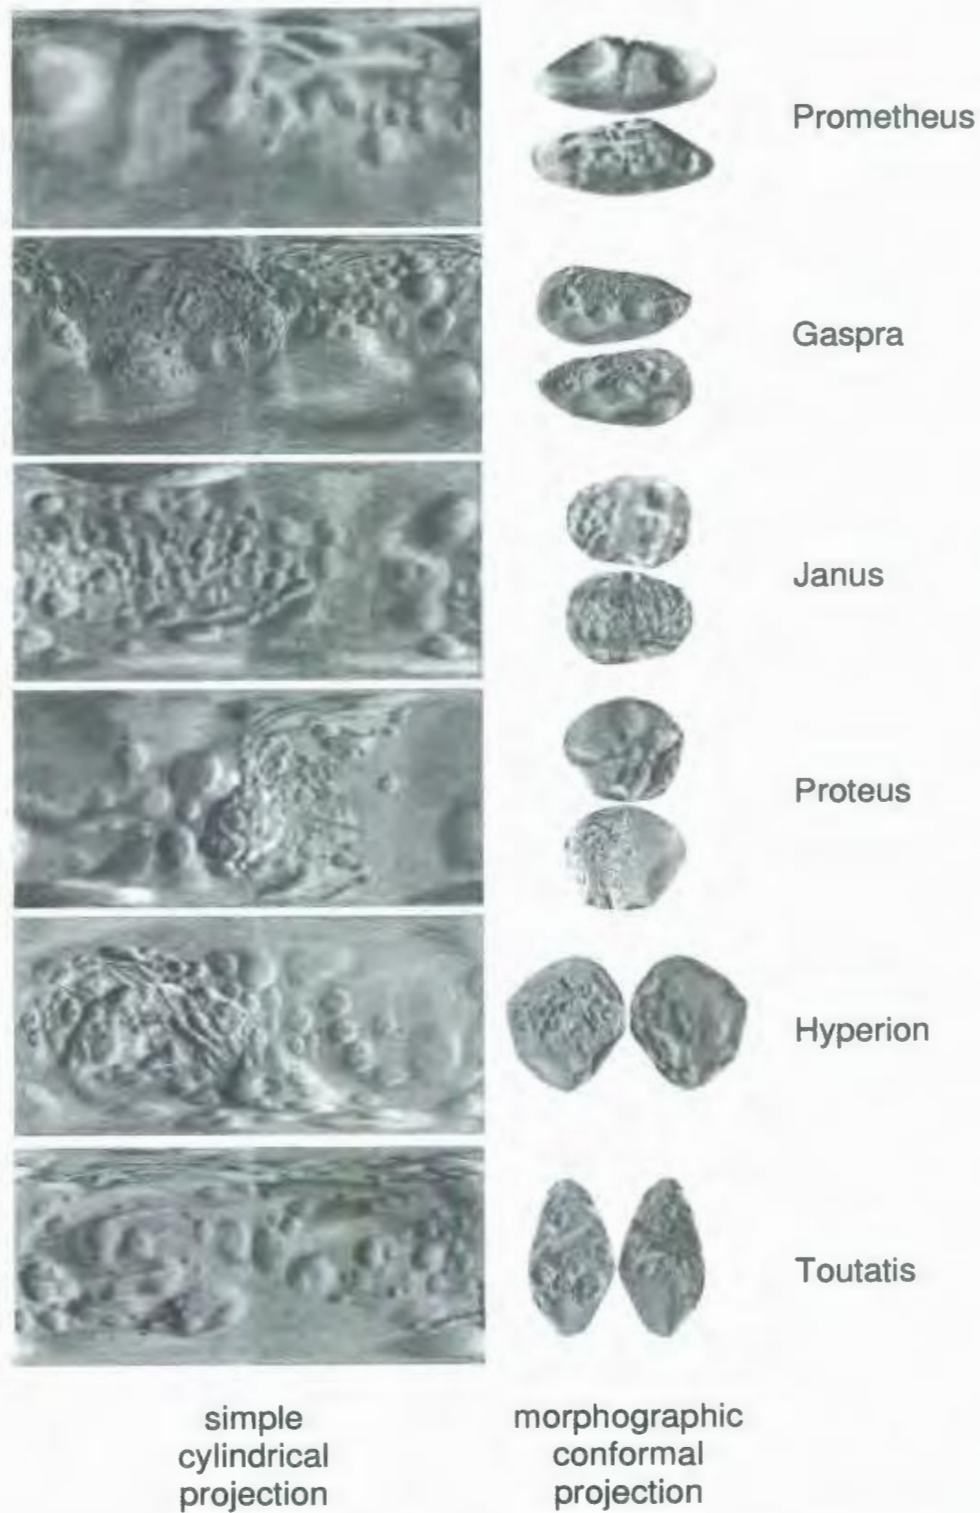 Prometheus
Gaspra
Janus
Proteus
Hyperion
Toutatis
simple
cylindrical
projection
morphographic
conformal
projection